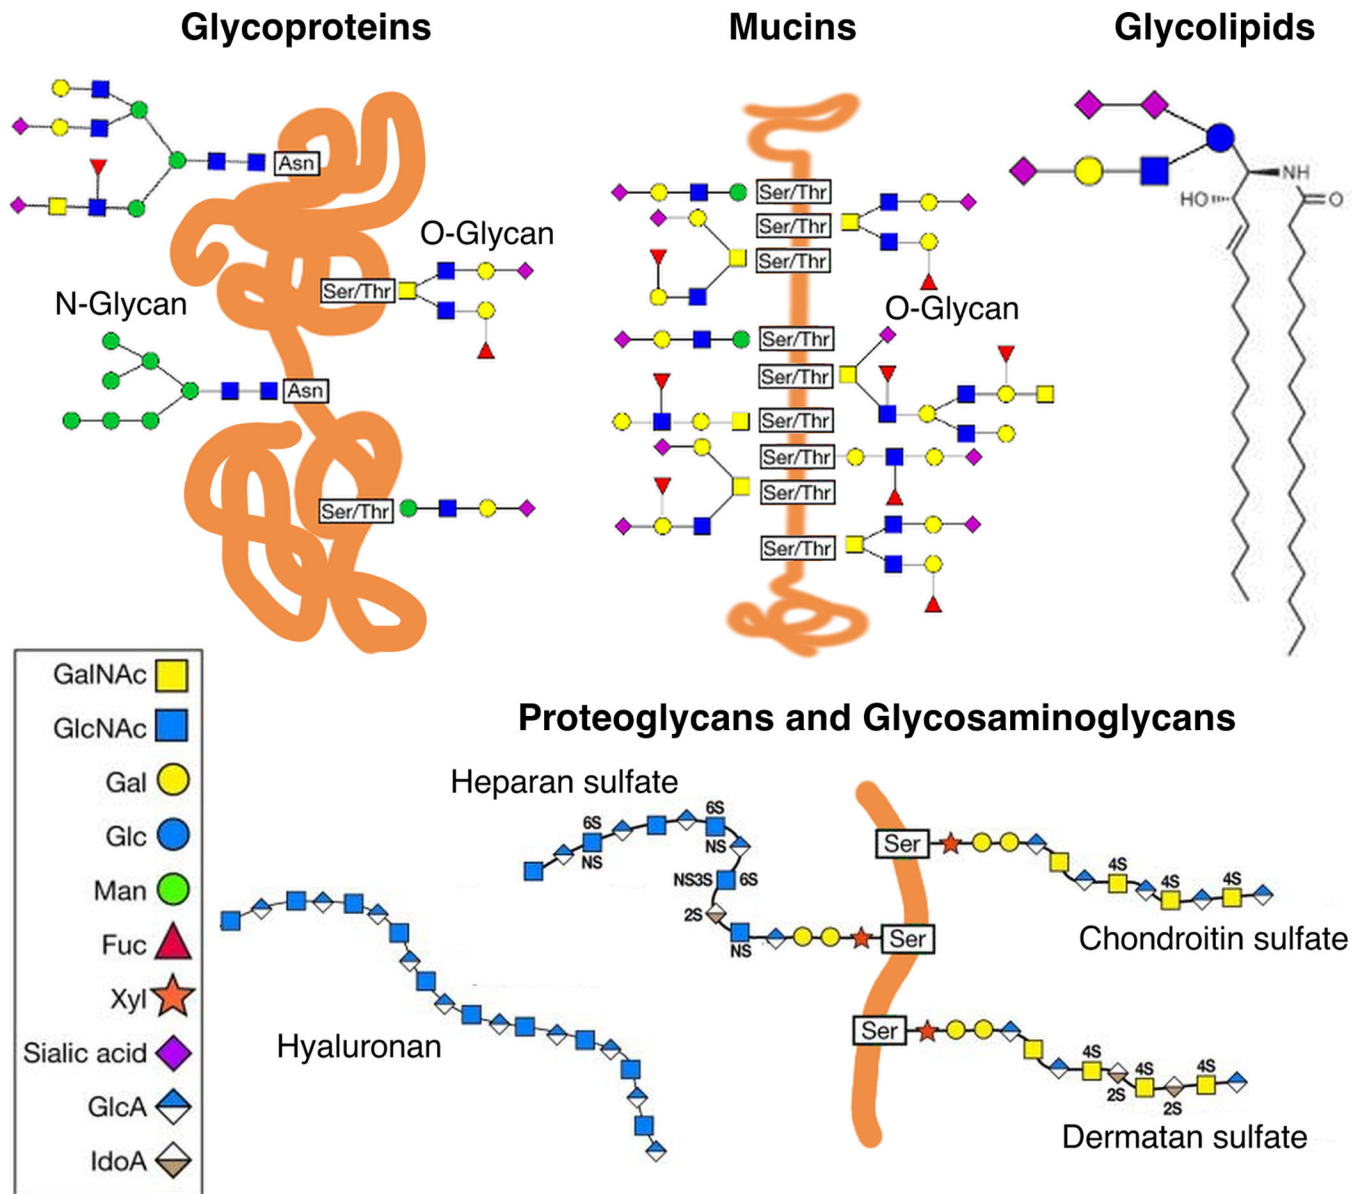 Glycoproteins
Mucins
Glycolipids
Asn
O-Glycan
Ser/Thr
N-Glycan
Asn
Ser/Thr
Ser/Thr
Ser/Thr
Ser/Thr
O-Glycan
Ser/Thr
Ser/Thr
Ser/Thr
Ser/Thr
Ser/Thr
Ser/Thr
NH
HO
O
GalNAc
GlcNAc
Gal
Glc
Man
Fuc
Xyl
Sialic acid
GlcA
IdoA
Proteoglycans and Glycosaminoglycans
Heparan sulfate
6S
NS
6S
NS
NS3S
6S
2S
NS
Ser
Ser
Ser
4S
4S
4S
Chondroitin sulfate
Hyaluronan
4S
2S
4S
2S
4S
Dermatan sulfate